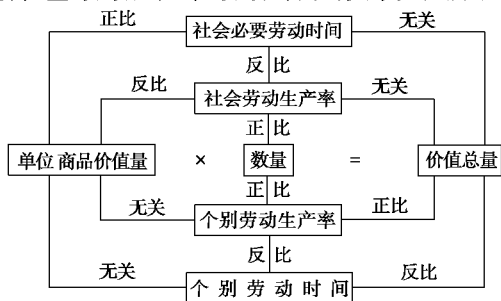 正比
社会必要劳动时间
无关
反比
反比
社会劳动生产率
无关
正比
单位商品价值量 × 数量 = 价值总量
正比
无关
个别劳动生产率
正比
反比
无关
个别劳动时间
反比